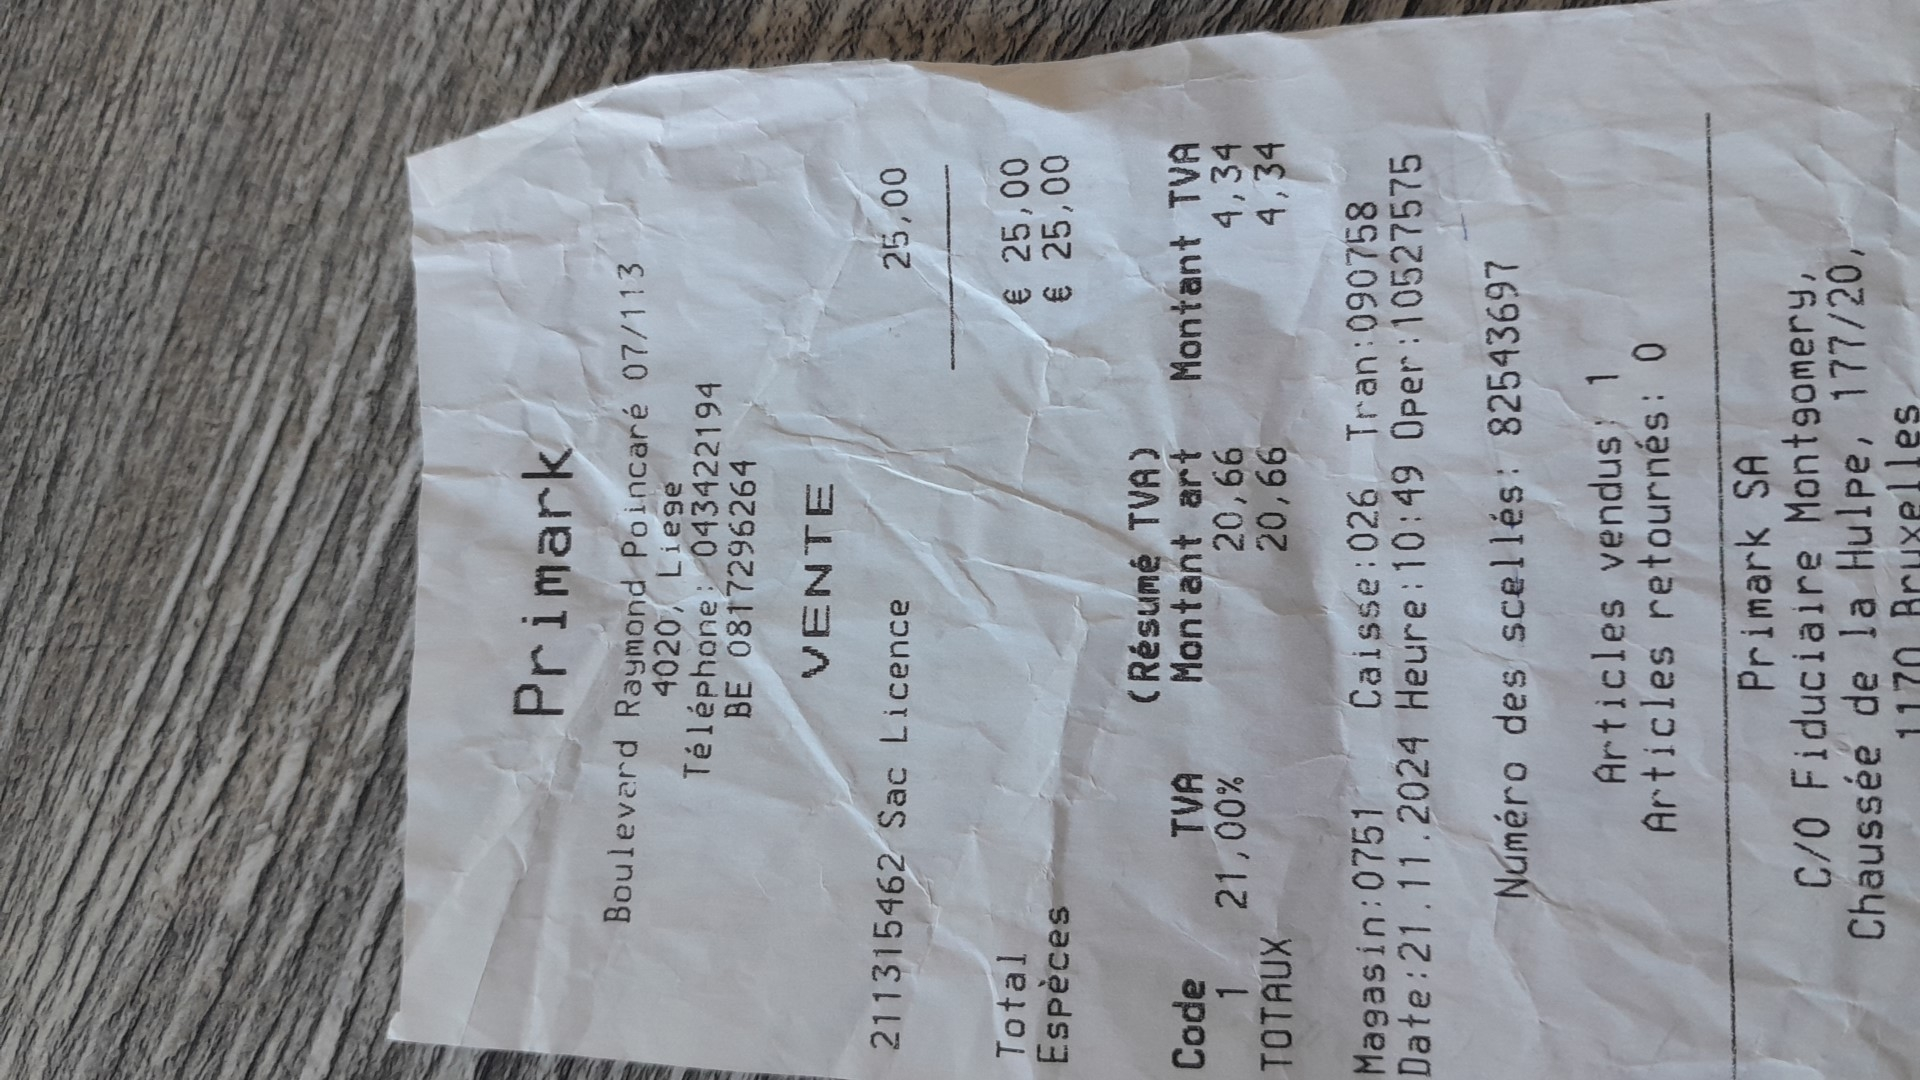 Primark
Boulevard Raymond Poincaré 07/113
4020, Liege
Téléphone: 043422194
BE 0817296264
VENTE
211315462 Sac Licence 25,00
Total € 25,00
Espèces € 25,00
(Résumé TVA)
Code TVA Montant art Montant TVA
1 21,00% 20,66 4,34
TOTAUX 20,66 4,34
Magasin:0751 Caisse:026 Tran:090758
Date:21.11.2024 Heure:10:49 Oper:105275​75
Numéro des scellés: 82543697
Articles vendus: 1
Articles retournés: 0
Primark SA
C/O Fiduciaire Montgomery,
Chaussée de la Hulpe, 177/20,
1170 Bruxelles